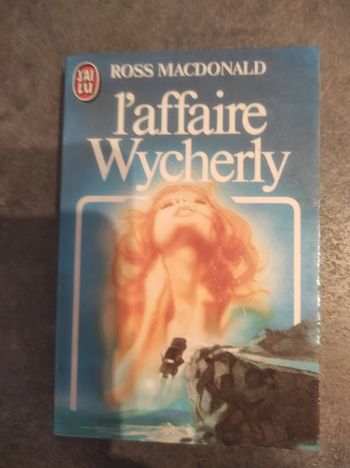 J'AI
LU
ROSS MACDONALD
l'affaire
Wycherly